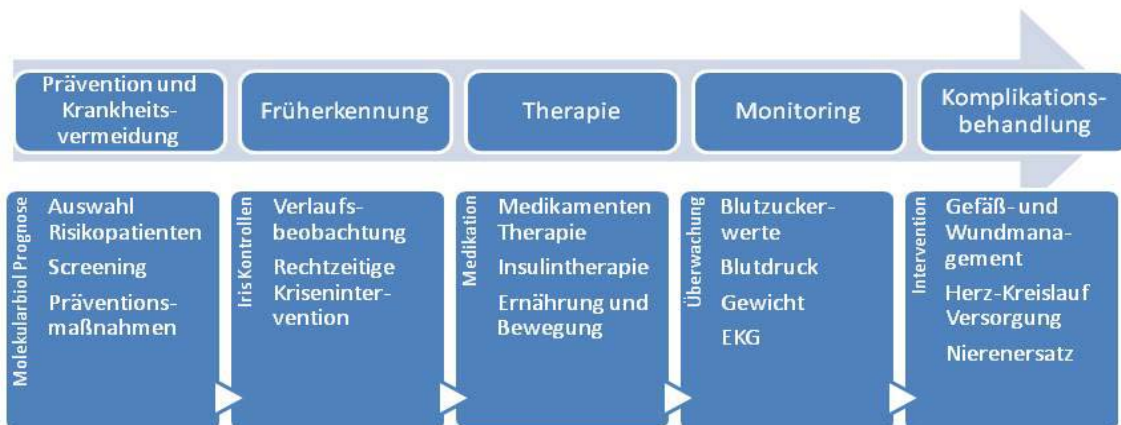 Prävention und
Krankheits-
vermeidung
Früherkennung
Therapie
Monitoring
Komplikations-
behandlung
Molekularbiol Prognose
Auswahl
Risikopatienten
Screening
Präventions-
maßnahmen
Iris Kontrollen
Verlaufs-
beobachtung
Rechtzeitige
Kriseninter-
vention
Medikation
Medikamenten
Therapie
Insulintherapie
Ernährung und
Bewegung
Überwachung
Blutzucker-
werte
Blutdruck
Gewicht
EKG
Intervention
Gefäß- und
Wundmana-
gement
Herz-Kreislauf
Versorgung
Nierenersatz